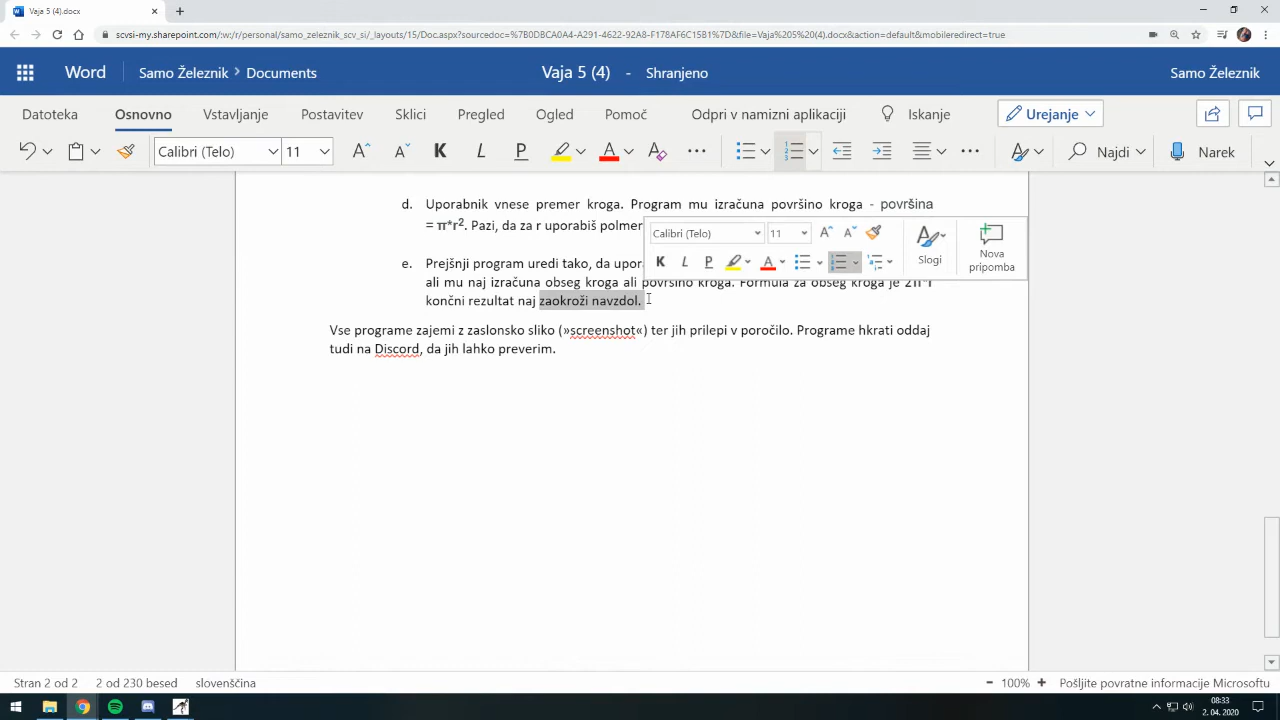 Vaja 5 (4).docx
scvsi-my.sharepoint.com/:w:/r/personal/samo_zeleznik_scv_si/_layouts/15/Doc.aspx?sourcedoc=%7B0DBCA0A4-A291-4622-92A8-F178AF6C15B1%7D&file=Vaja%205%20(4).docx&action=default&mobileredirect=true
Word Samo Železnik > Documents Vaja 5 (4) - Shranjeno Samo Železnik
Datoteka Osnovno Vstavljanje Postavitev Sklici Pregled Ogled Pomoč Odpri v namizni aplikaciji Iskanje Urejanje
Calibri (Telo) 11 K L P A Najdi Narek
d. Uporabnik vnese premer kroga. Program mu izračuna površino kroga - površina
= π*r². Pazi, da za r uporabiš polmer
Calibri (Telo) 11
K L P A Slogi Nova
pripomba
e. Prejšnji program uredi tako, da upor
ali mu naj izračuna obseg kroga ali površino kroga. Formula za obseg kroga je 2π*r
končni rezultat naj zaokroži navzdol.
Vse programe zajemi z zaslonsko sliko (»screenshot«) ter jih prilepi v poročilo. Programe hkrati oddaj
tudi na Discord, da jih lahko preverim.
Stran 2 od 2 2 od 230 besed slovenščina − 100% + Pošljite povratne informacije Microsoftu
08:33
2. 04. 2020